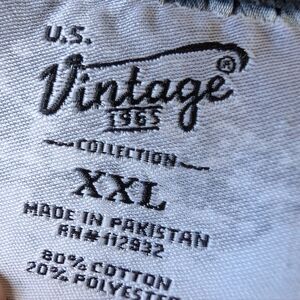 U.S.
Vintage®
1965
COLLECTION
XXL
MADE IN PAKISTAN
RN#112932
80% COTTON
20% POLYESTER